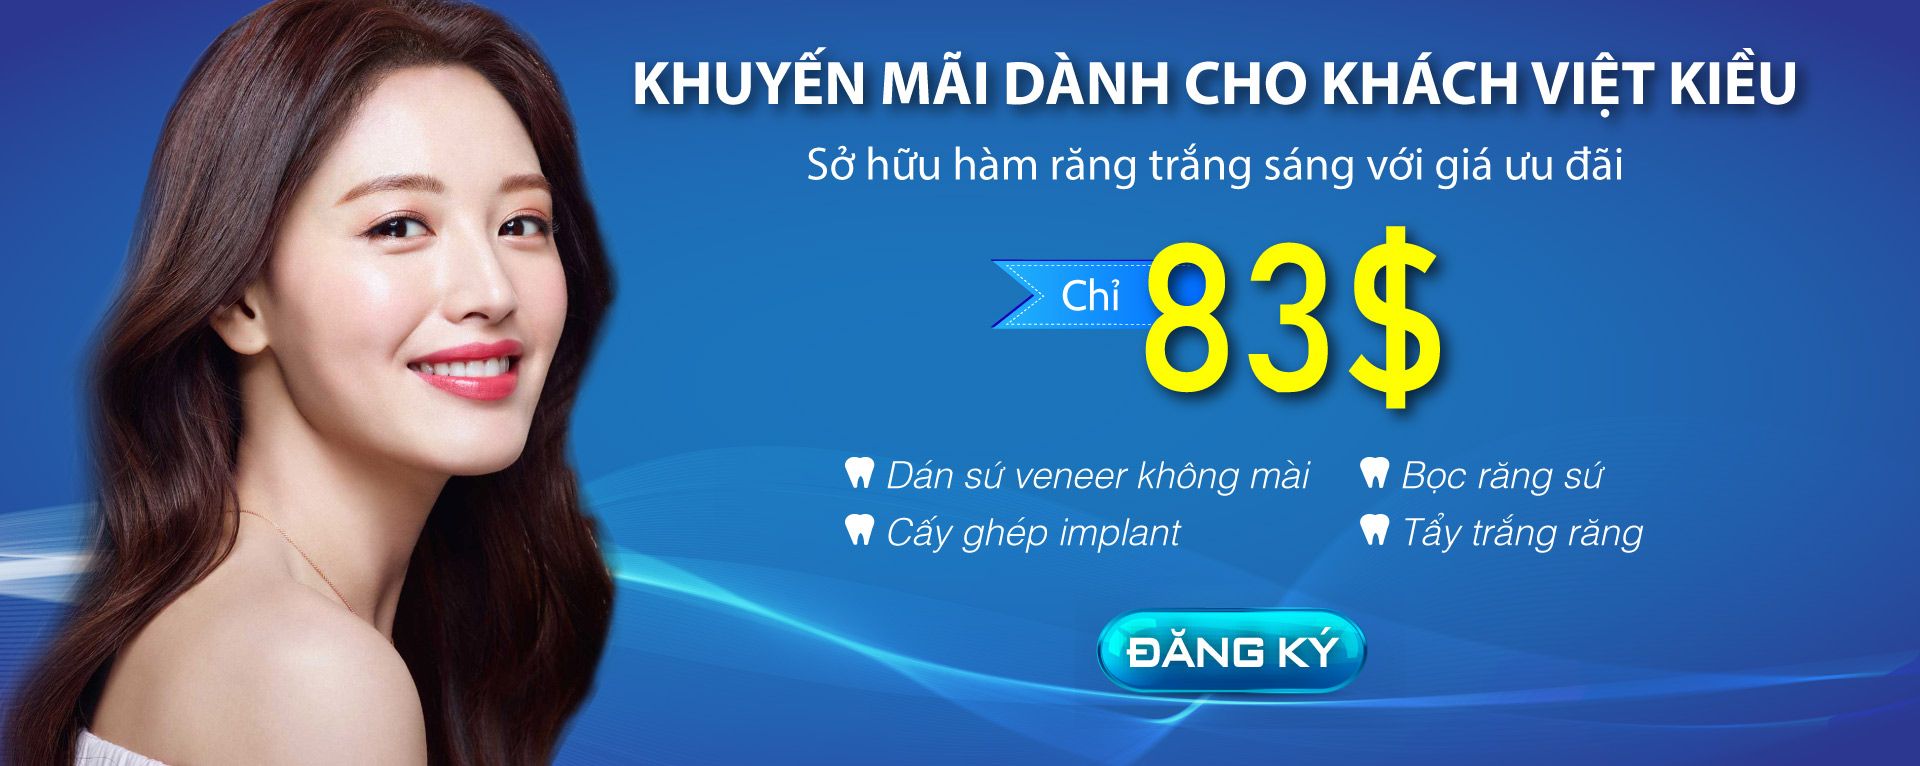 KHUYẾN MÃI DÀNH CHO KHÁCH VIỆT KIỀU
Sở hữu hàm răng trắng sáng với giá ưu đãi
Chỉ 83$
Dán sứ veneer không mài
Bọc răng sứ
Cấy ghép implant
Tẩy trắng răng
ĐĂNG KÝ